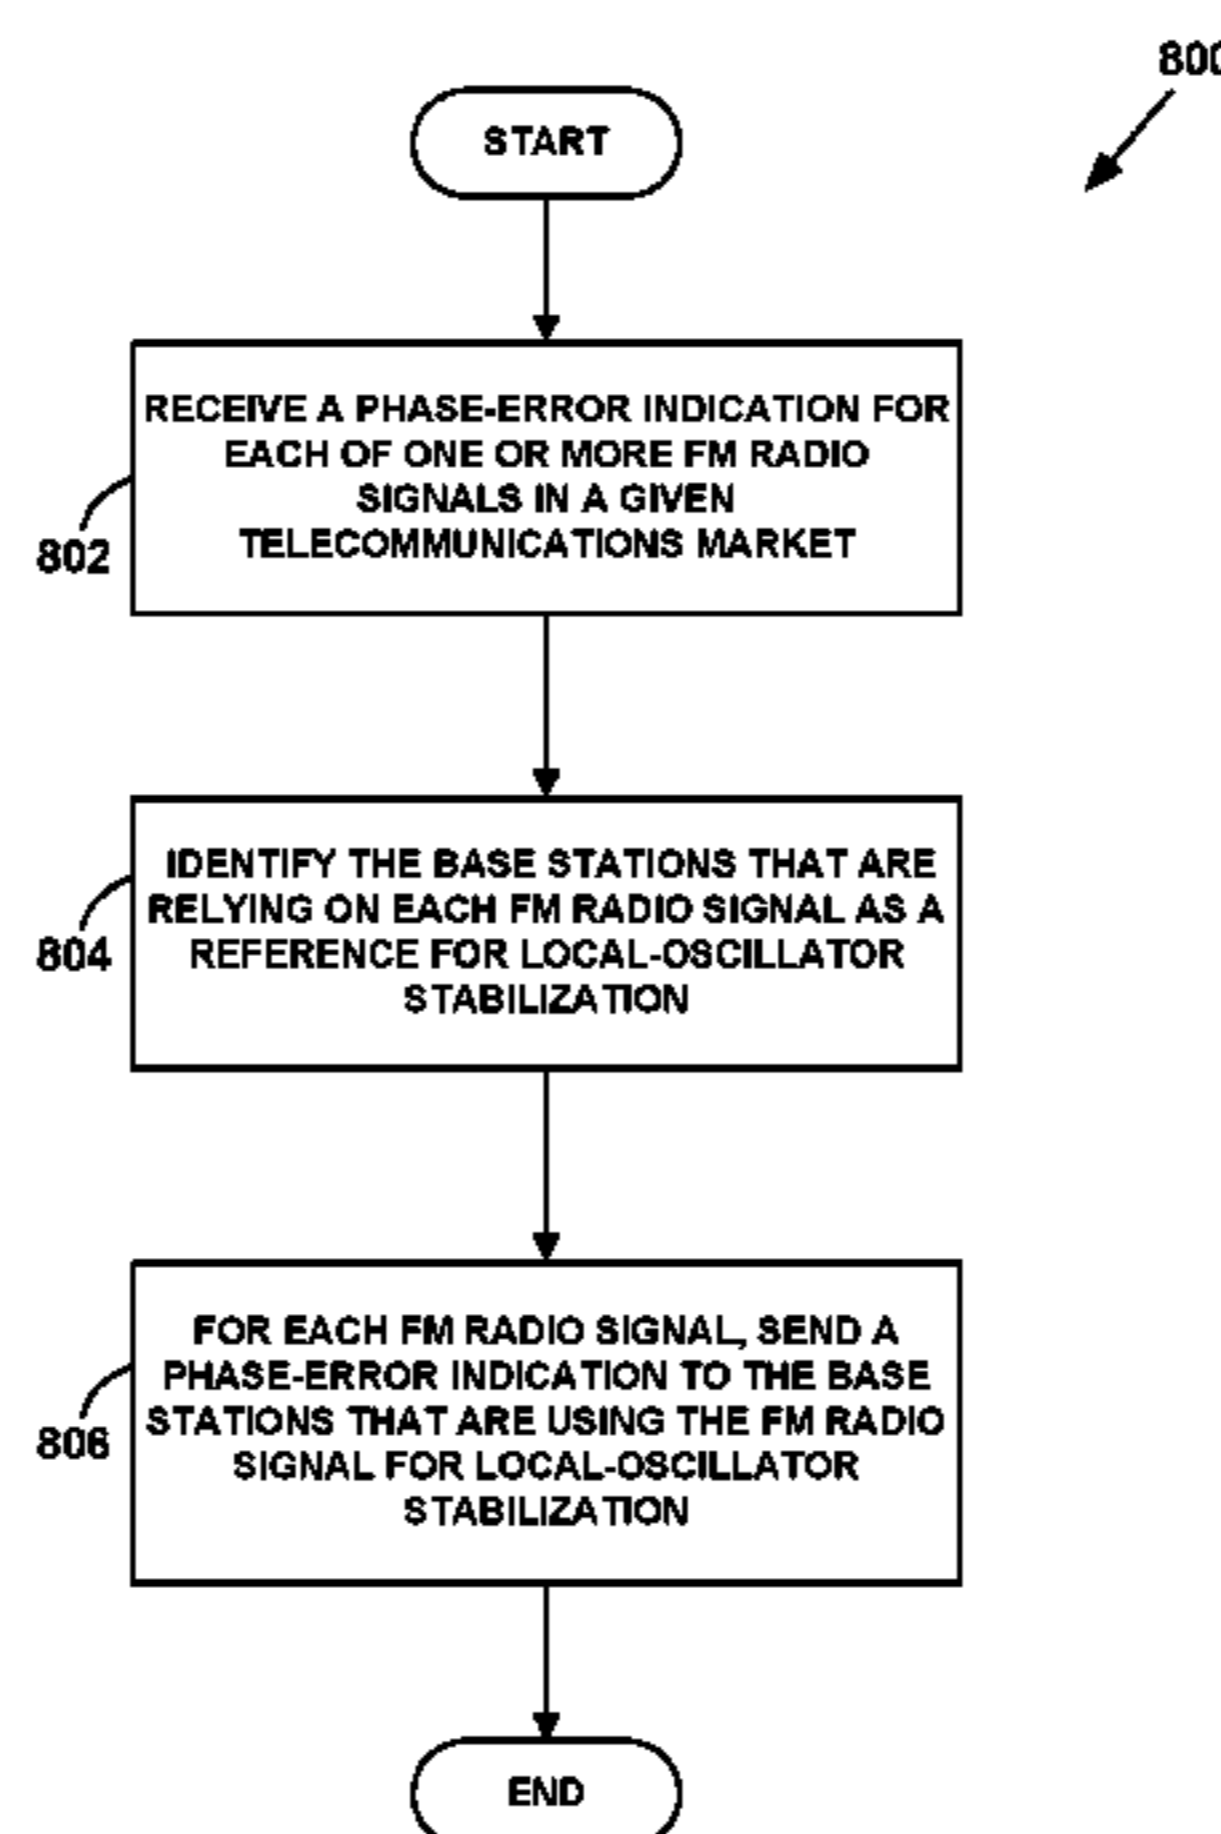 800
START
RECEIVE A PHASE-ERROR INDICATION FOR
EACH OF ONE OR MORE FM RADIO
SIGNALS IN A GIVEN
TELECOMMUNICATIONS MARKET
802
IDENTIFY THE BASE STATIONS THAT ARE
RELYING ON EACH FM RADIO SIGNAL AS A
REFERENCE FOR LOCAL-OSCILLATOR
STABILIZATION
804
FOR EACH FM RADIO SIGNAL, SEND A
PHASE-ERROR INDICATION TO THE BASE
STATIONS THAT ARE USING THE FM RADIO
SIGNAL FOR LOCAL-OSCILLATOR
STABILIZATION
806
END